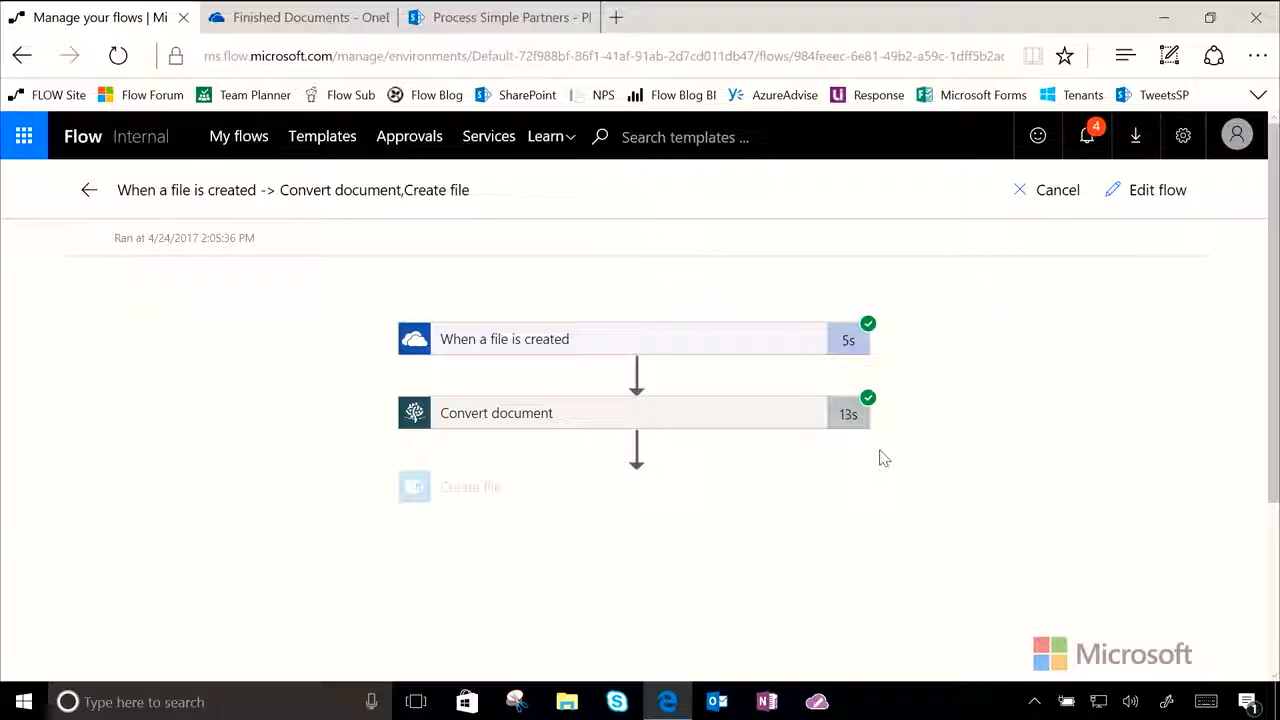 Manage your flows | Mi
Finished Documents - OneD
Process Simple Partners - Pl
ms.flow.microsoft.com/manage/environments/Default-72f988bf-86f1-41af-91ab-2d7cd011db47/flows/984feeec-6e81-49b2-a59c-1dff5b2ac
FLOW Site
Flow Forum
Team Planner
Flow Sub
Flow Blog
SharePoint
NPS
Flow Blog BI
AzureAdvise
Response
Microsoft Forms
Tenants
TweetsSP
Flow Internal
My flows
Templates
Approvals
Services
Learn
Search templates ...
4
When a file is created -> Convert document,Create file
Cancel
Edit flow
Ran at 4/24/2017 2:05:36 PM
When a file is created
5s
Convert document
13s
Create file
Microsoft
Type here to search
1